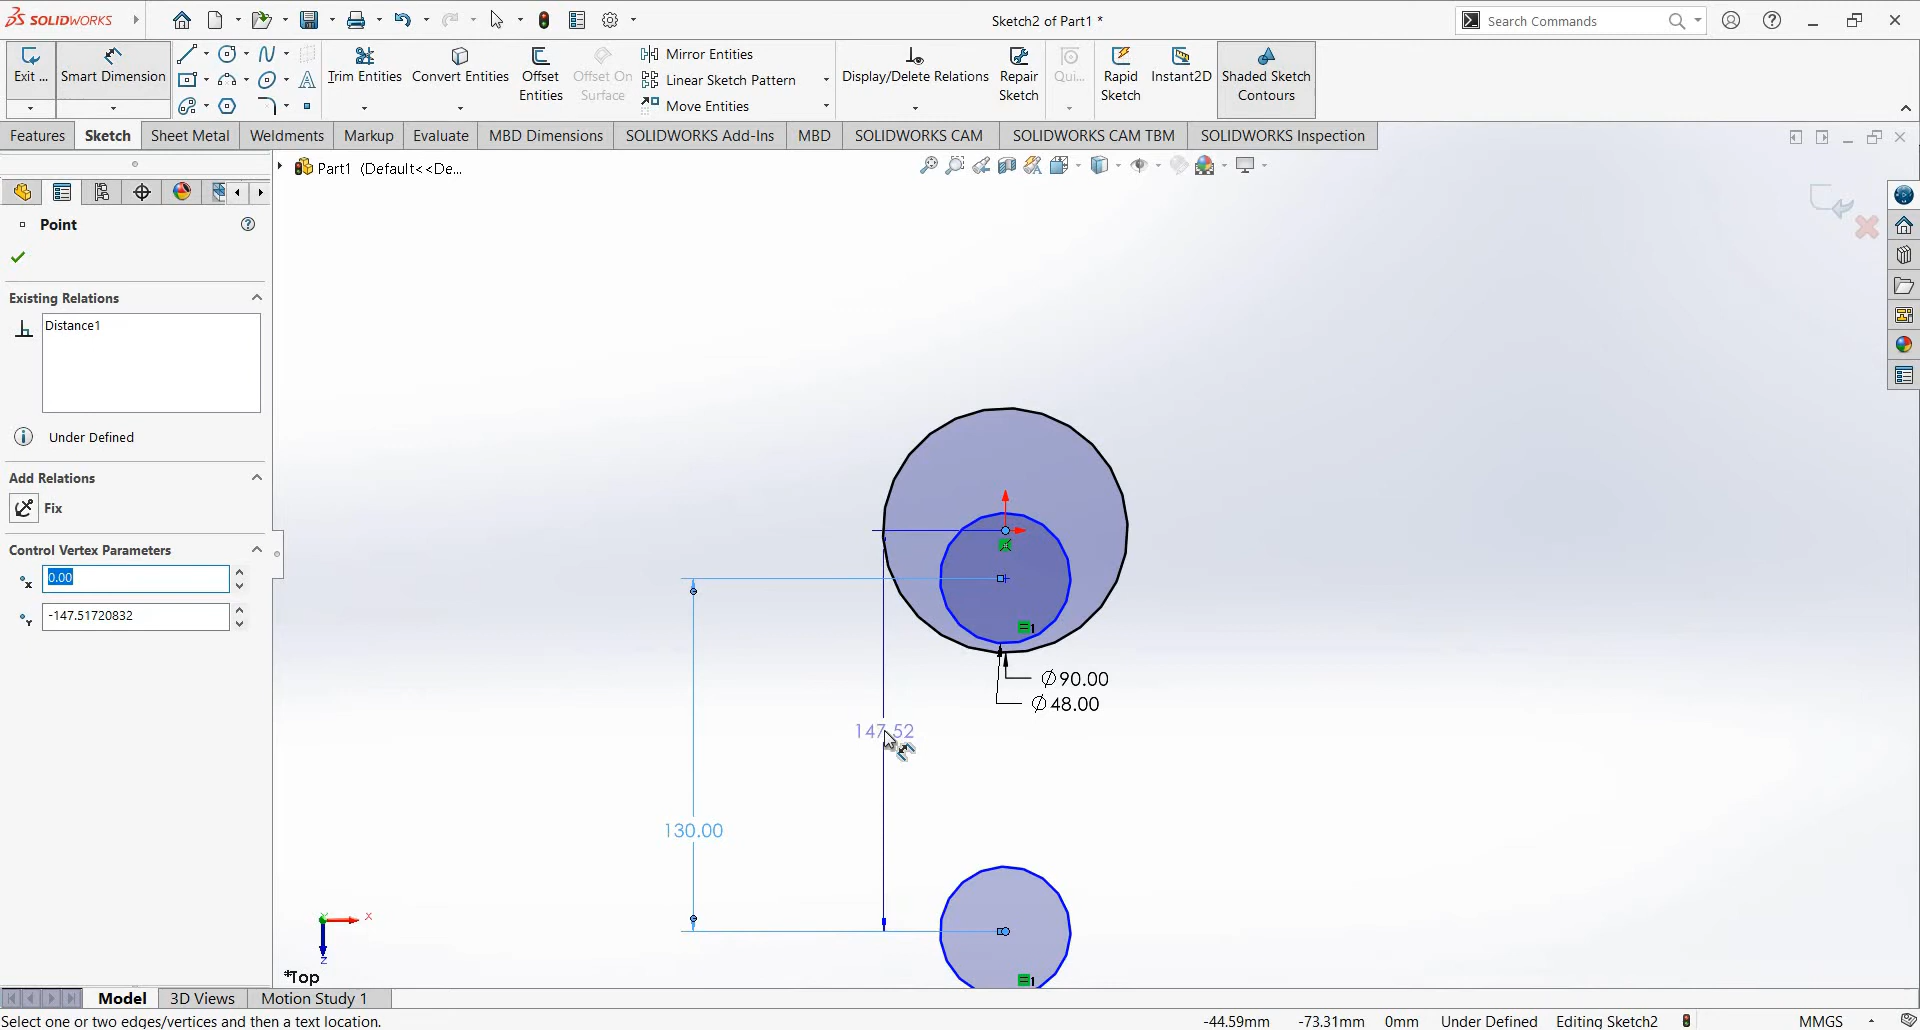 SOLIDWORKS
Sketch2 of Part1 *
Search Commands
Exit ...
Smart Dimension
Trim Entities
Convert Entities
Offset
Entities
Offset On
Surface
Mirror Entities
Linear Sketch Pattern
Move Entities
Display/Delete Relations
Repair
Sketch
Qui...
Rapid
Sketch
Instant2D
Shaded Sketch
Contours
Features
Sketch
Sheet Metal
Weldments
Markup
Evaluate
MBD Dimensions
SOLIDWORKS Add-Ins
MBD
SOLIDWORKS CAM
SOLIDWORKS CAM TBM
SOLIDWORKS Inspection
Part1 (Default<<De...
Point
Existing Relations
Distance1
Under Defined
Add Relations
Fix
Control Vertex Parameters
0.00
-147.51720832
1
∅90.00
∅48.00
147.52
130.00
1
X
Z
*Top
Model
3D Views
Motion Study 1
Select one or two edges/vertices and then a text location.
-44.59mm
-73.31mm
0mm
Under Defined
Editing Sketch2
MMGS